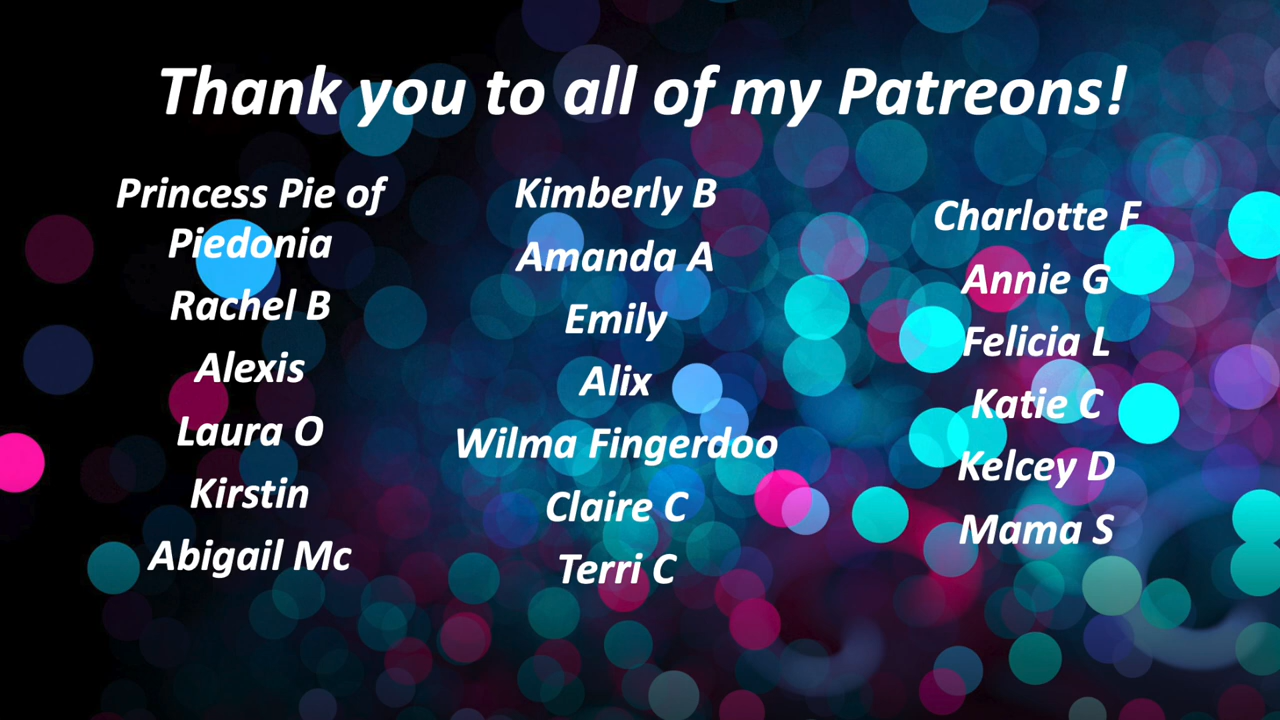 Thank you to all of my Patreons!
Princess Pie of
Piedonia
Rachel B
Alexis
Laura O
Kirstin
Abigail Mc
Kimberly B
Amanda A
Emily
Alix
Wilma Fingerdoo
Claire C
Terri C
Charlotte F
Annie G
Felicia L
Katie C
Kelcey D
Mama S